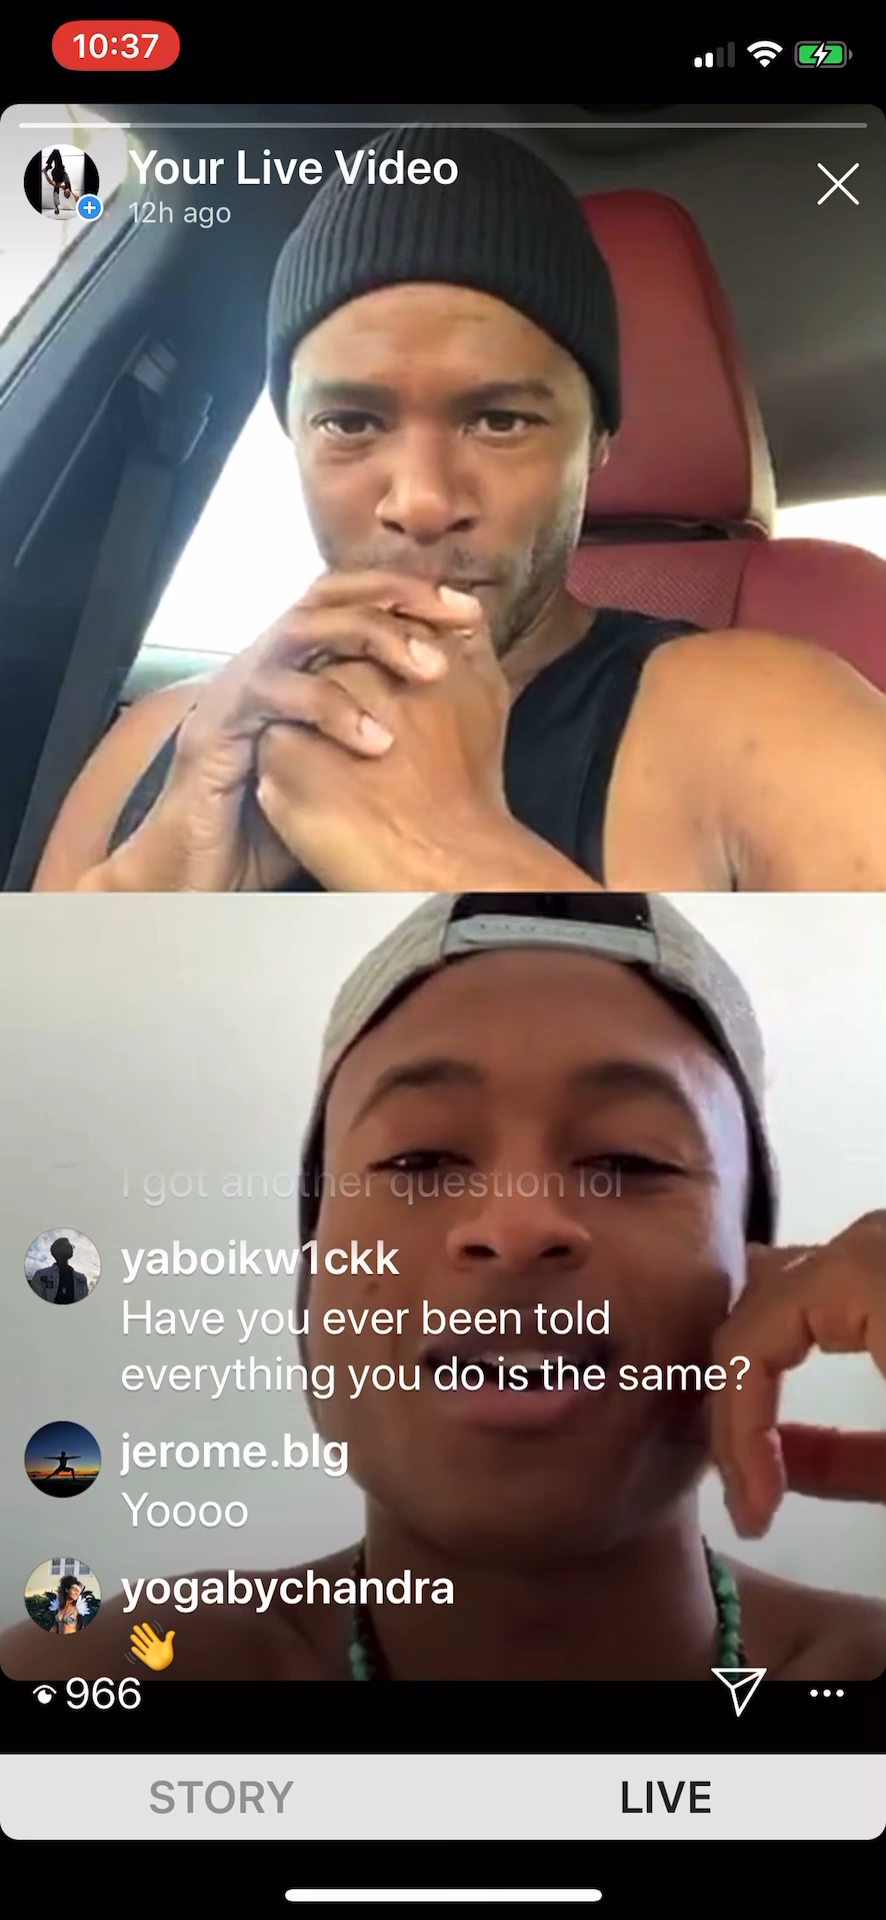 10:37
Your Live Video
12h ago
I got another question lol
yaboikw1ckk
Have you ever been told
everything you do is the same?
jerome.blg
Yoooo
yogabychandra
👋
966
STORY
LIVE